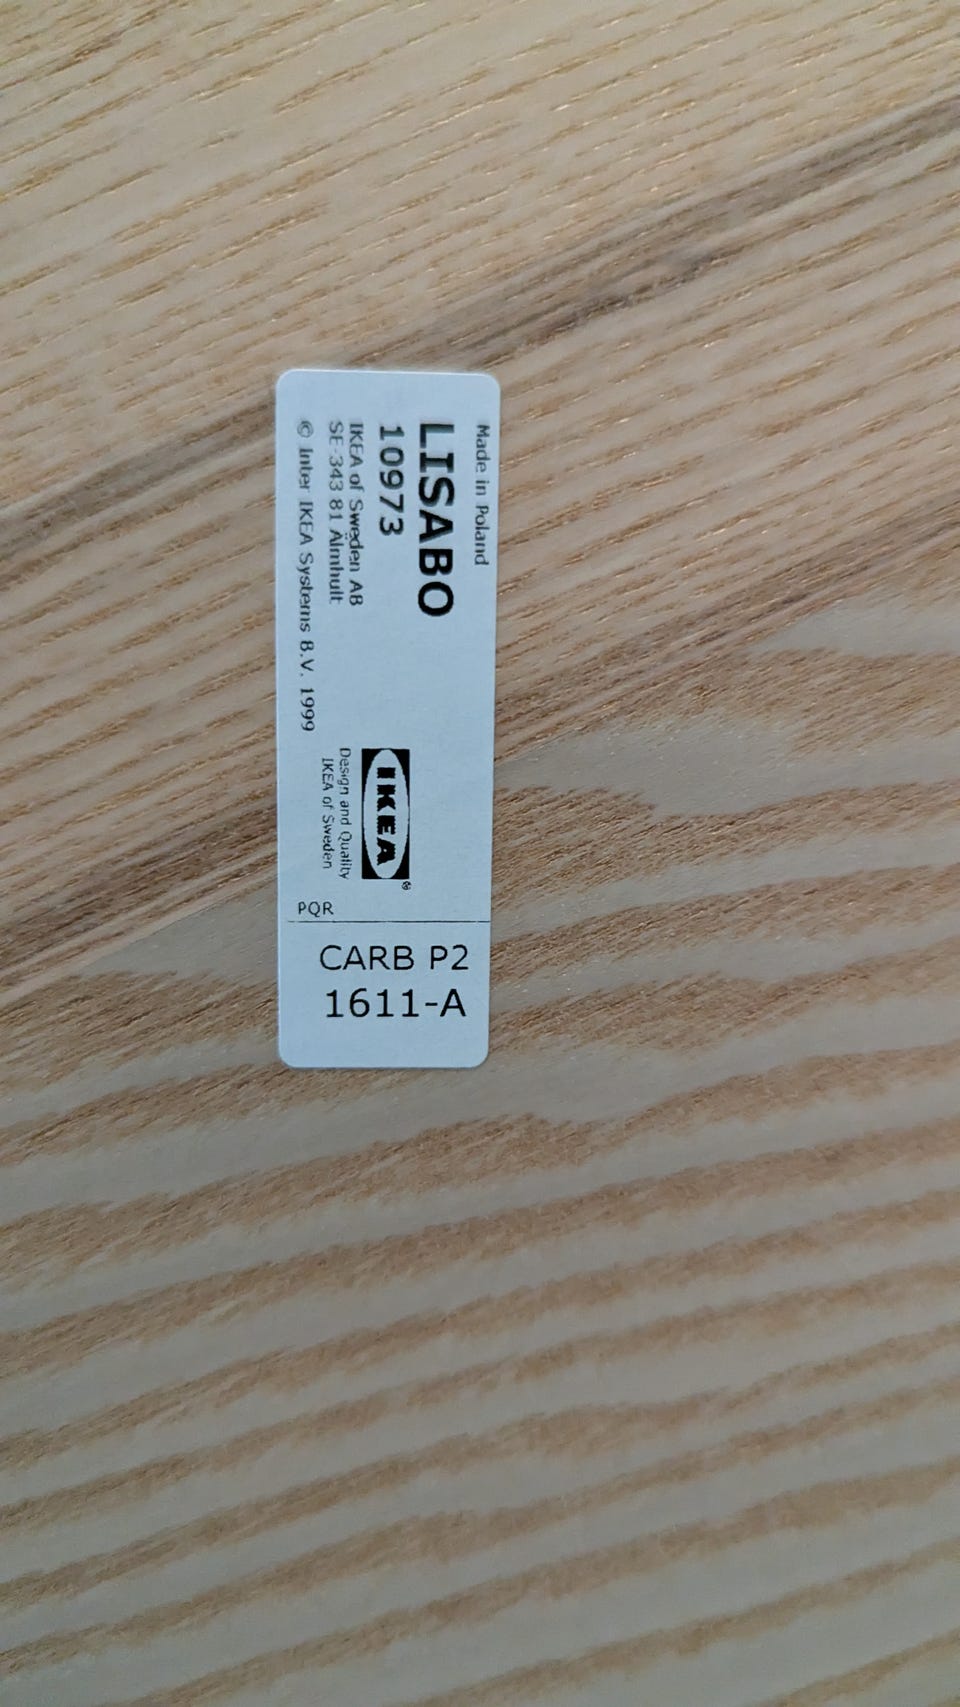 Made in Poland
LISABO
10973
IKEA of Sweden AB
SE-343 81 Älmhult
© Inter IKEA Systems B.V. 1999
IKEA®
Design and Quality
IKEA of Sweden
PQR
CARB P2
1611-A